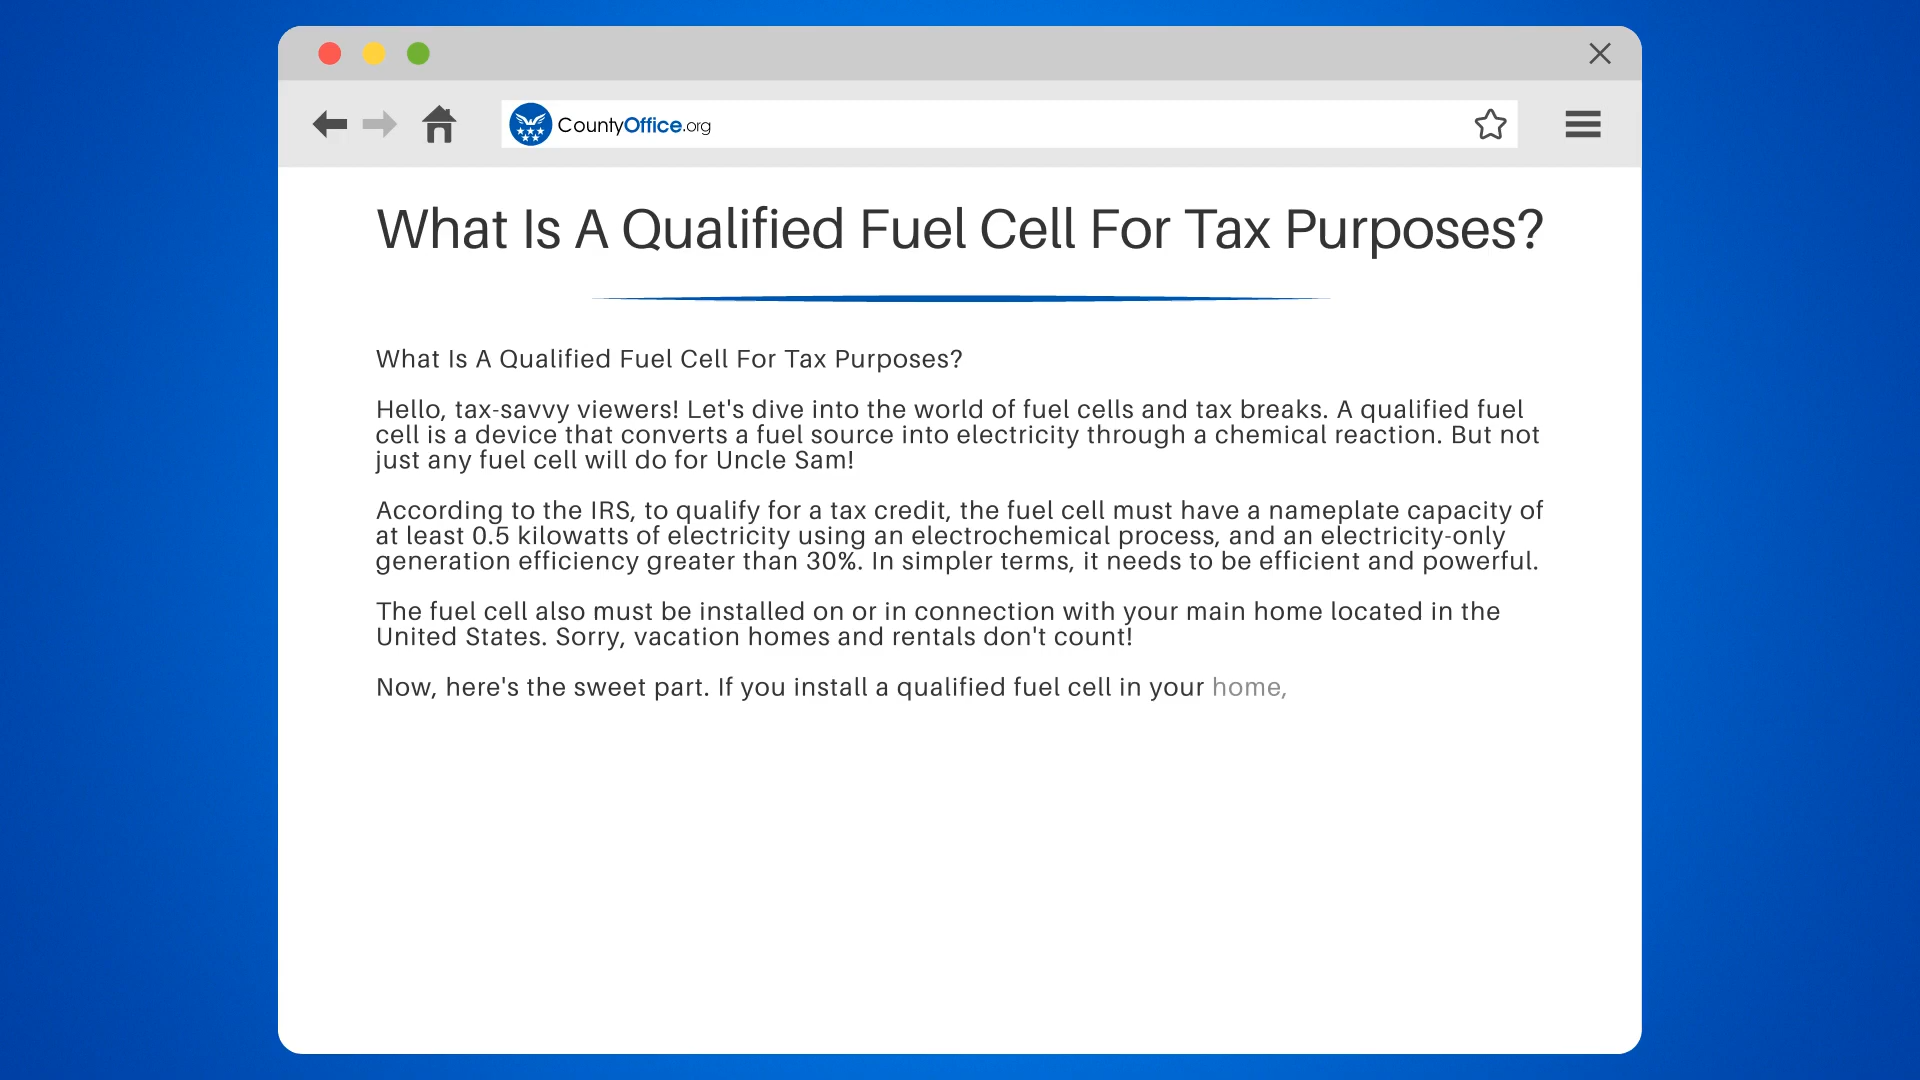 CountyOffice.org
What Is A Qualified Fuel Cell For Tax Purposes?
What Is A Qualified Fuel Cell For Tax Purposes?
Hello, tax-savvy viewers! Let's dive into the world of fuel cells and tax breaks. A qualified fuel
cell is a device that converts a fuel source into electricity through a chemical reaction. But not
just any fuel cell will do for Uncle Sam!
According to the IRS, to qualify for a tax credit, the fuel cell must have a nameplate capacity of
at least 0.5 kilowatts of electricity using an electrochemical process, and an electricity-only
generation efficiency greater than 30%. In simpler terms, it needs to be efficient and powerful.
The fuel cell also must be installed on or in connection with your main home located in the
United States. Sorry, vacation homes and rentals don't count!
Now, here's the sweet part. If you install a qualified fuel cell in your home,